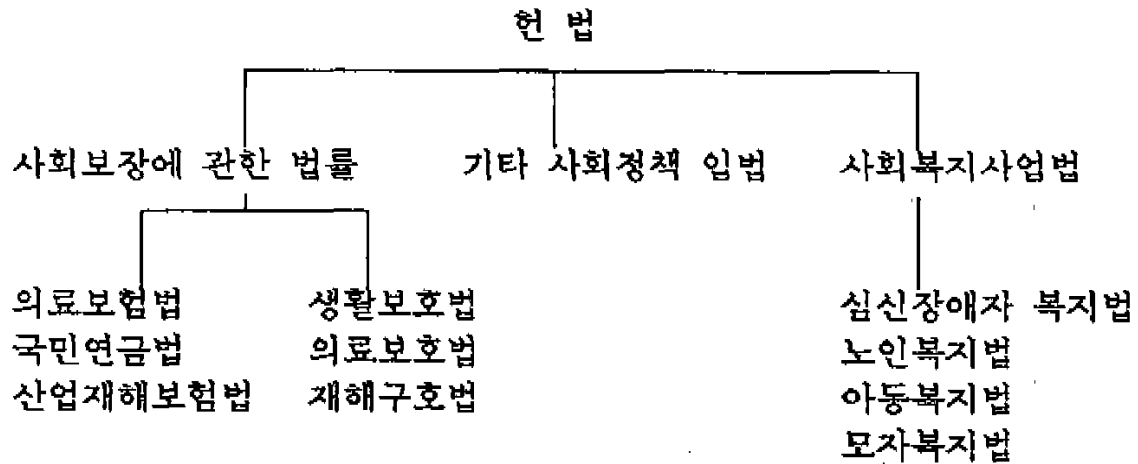 헌 법
사회보장에 관한 법률 기타 사회정책 입법 사회복지사업법
의료보험법 생활보호법 심신장애자 복지법
국민연금법 의료보호법 노인복지법
산업재해보험법 재해구호법 아동복지법
모자복지법